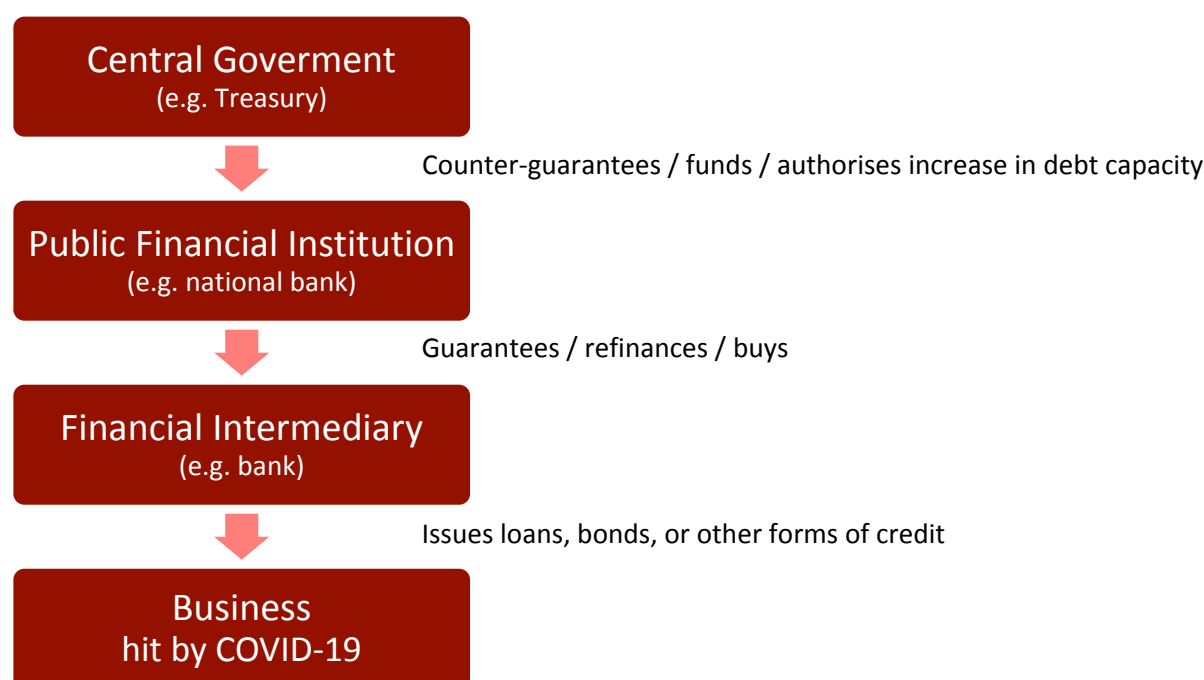 Central Goverment
(e.g. Treasury)
Counter-guarantees / funds / authorises increase in debt capacity
Public Financial Institution
(e.g. national bank)
Guarantees / refinances / buys
Financial Intermediary
(e.g. bank)
Issues loans, bonds, or other forms of credit
Business
hit by COVID-19